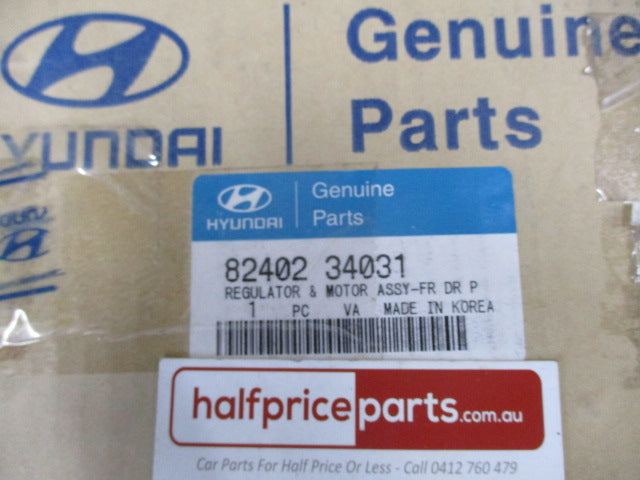 Genuine
Parts
HYUNDAI
HYUNDAI
Genuine
Parts
82402 34031
REGULATOR & MOTOR ASSY-FR DR P
1 PC VA MADE IN KOREA
halfpriceparts.com.au
Car Parts For Half Price Or Less - Call 0412 760 479